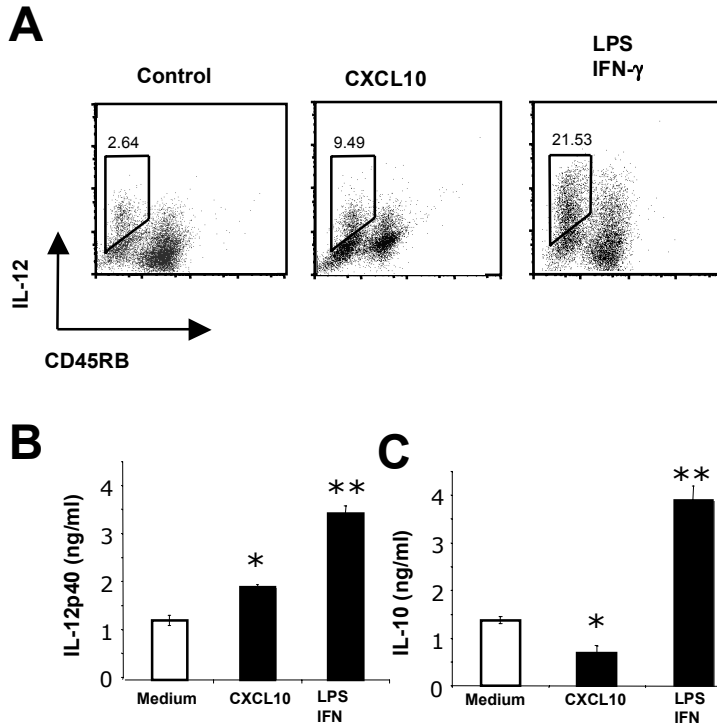 A
Control
CXCL10
LPS
IFN-γ
2.64
9.49
21.53
IL-12
CD45RB
B
IL-12p40 (ng/ml)
4
3
2
1
0
*
**
Medium
CXCL10
LPS
IFN
C
IL-10 (ng/ml)
4
3
2
1
0
*
**
Medium
CXCL10
LPS
IFN